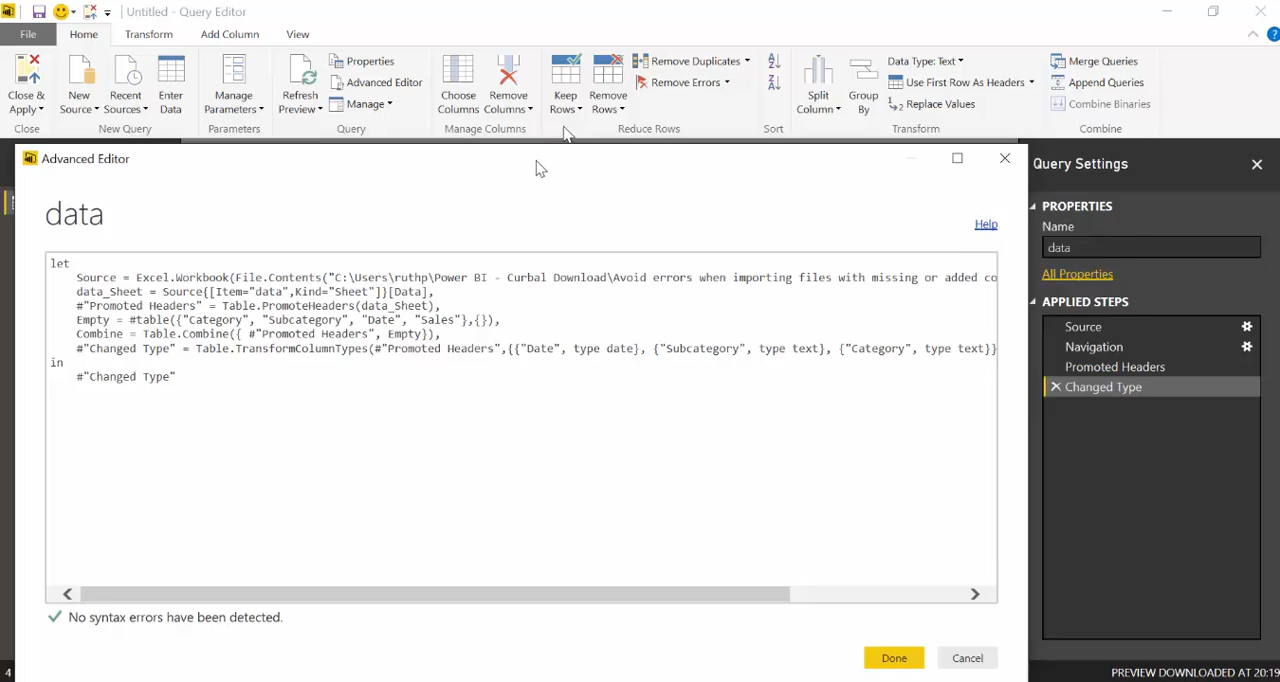 Untitled - Query Editor
File Home Transform Add Column View
Close & Apply
New Source
Recent Sources
Enter Data
Manage Parameters
Refresh Preview
Properties
Advanced Editor
Manage
Choose Columns
Remove Columns
Keep Rows
Remove Rows
Remove Duplicates
Remove Errors
Split Column
Group By
Data Type: Text
Use First Row As Headers
Replace Values
Merge Queries
Append Queries
Combine Binaries
Close New Query Parameters Query Manage Columns Reduce Rows Sort Transform Combine
Advanced Editor
data
Help
let
Source = Excel.Workbook(File.Contents("C:\Users\ruthp\Power BI - Curbal Download\Avoid errors when importing files with missing or added co
data_Sheet = Source{[Item="data",Kind="Sheet"]}[Data],
#"Promoted Headers" = Table.PromoteHeaders(data_Sheet),
Empty = #table({"Category", "Subcategory", "Date", "Sales"},{}),
Combine = Table.Combine({ #"Promoted Headers", Empty}),
#"Changed Type" = Table.TransformColumnTypes(#"Promoted Headers",{{"Date", type date}, {"Subcategory", type text}, {"Category", type text}}
in
#"Changed Type"
No syntax errors have been detected.
Done Cancel
Query Settings
PROPERTIES
Name
data
All Properties
APPLIED STEPS
Source
Navigation
Promoted Headers
Changed Type
4
PREVIEW DOWNLOADED AT 20:19